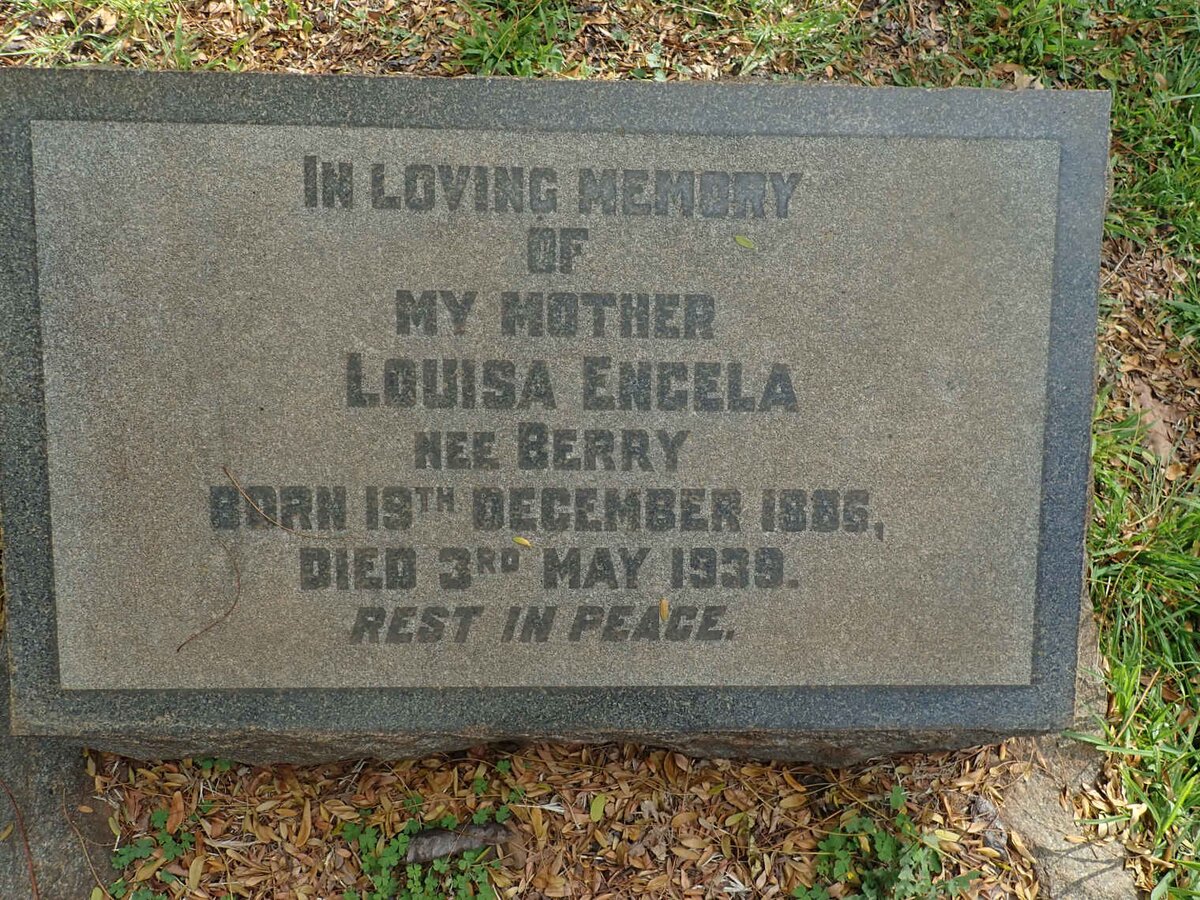 In loving memory
of
my mother
Louisa Encela
nee Berry
born 19th December 1886,
died 3rd May 1939.
Rest in peace.